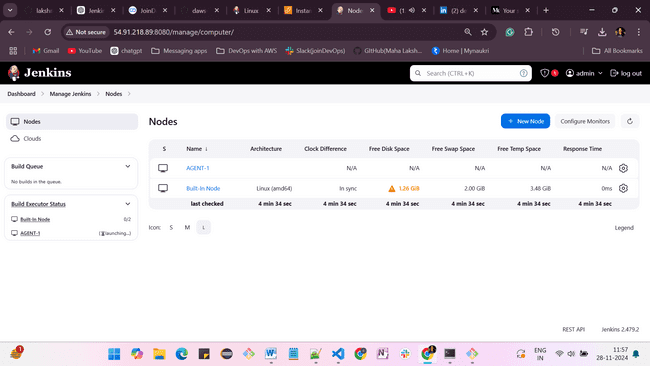 laksh
Jenkin
JoinD
dawa
Linux
Instan
Node
(1
(2) di
Your
Not secure 54.91.218.89:8080/manage/computer/
Gmail YouTube chatgpt Messaging apps DevOps with AWS Slack(joinDevOps) GitHub(Maha Laksh... Home | Mynaukri All Bookmarks
Jenkins Search (CTRL+K) 1 admin log out
Dashboard Manage Jenkins Nodes
Nodes
Clouds
Build Queue
No builds in the queue.
Build Executor Status
Built-In Node 0/2
AGENT-1 (launching...)
Nodes + New Node Configure Monitors
S Name ↓ Architecture Clock Difference Free Disk Space Free Swap Space Free Temp Space Response Time
AGENT-1 N/A N/A N/A N/A N/A
Built-In Node Linux (amd64) In sync 1.26 GiB 2.00 GiB 3.48 GiB 0ms
last checked 4 min 34 sec 4 min 34 sec 4 min 34 sec 4 min 34 sec 4 min 34 sec 4 min 34 sec
Icon: S M L Legend
REST API Jenkins 2.479.2
ENG
IN
11:57
28-11-2024